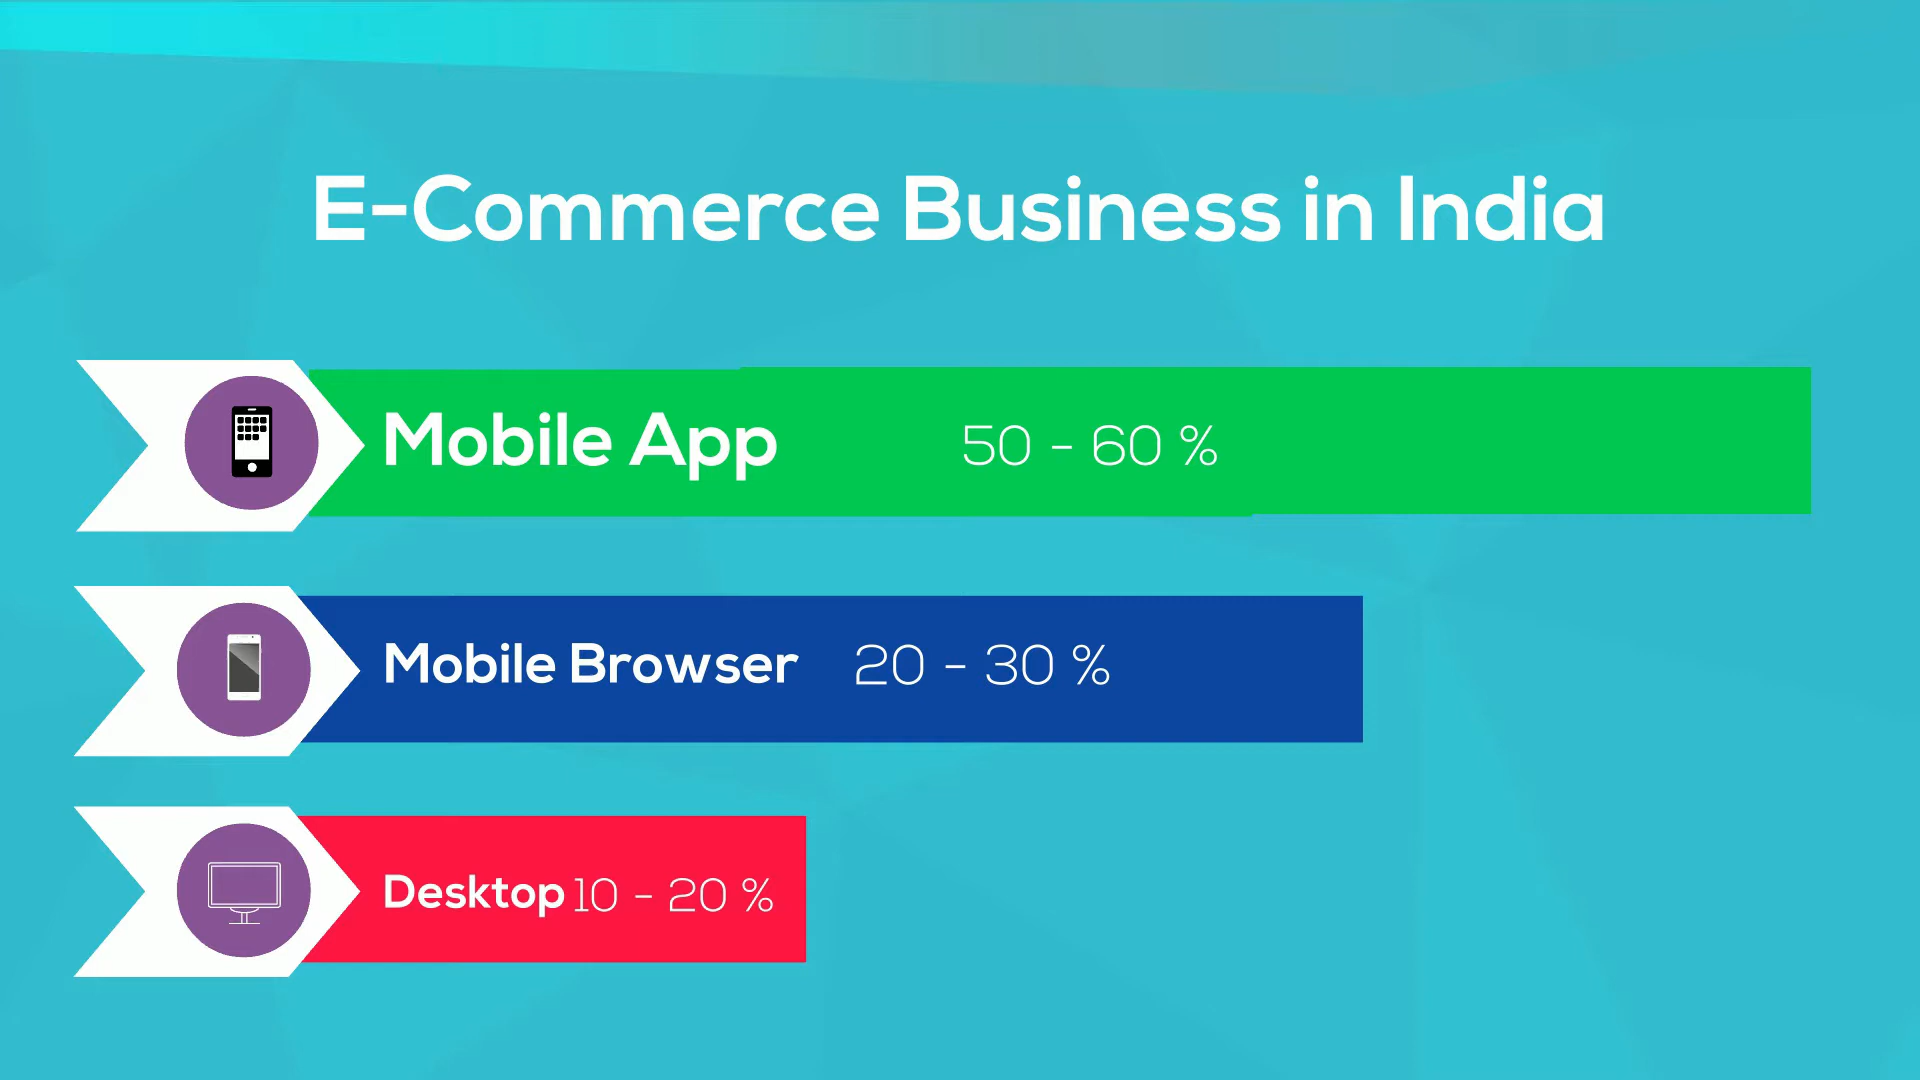 E-Commerce Business in India
Mobile App 50 - 60 %
Mobile Browser 20 - 30 %
Desktop 10 - 20 %